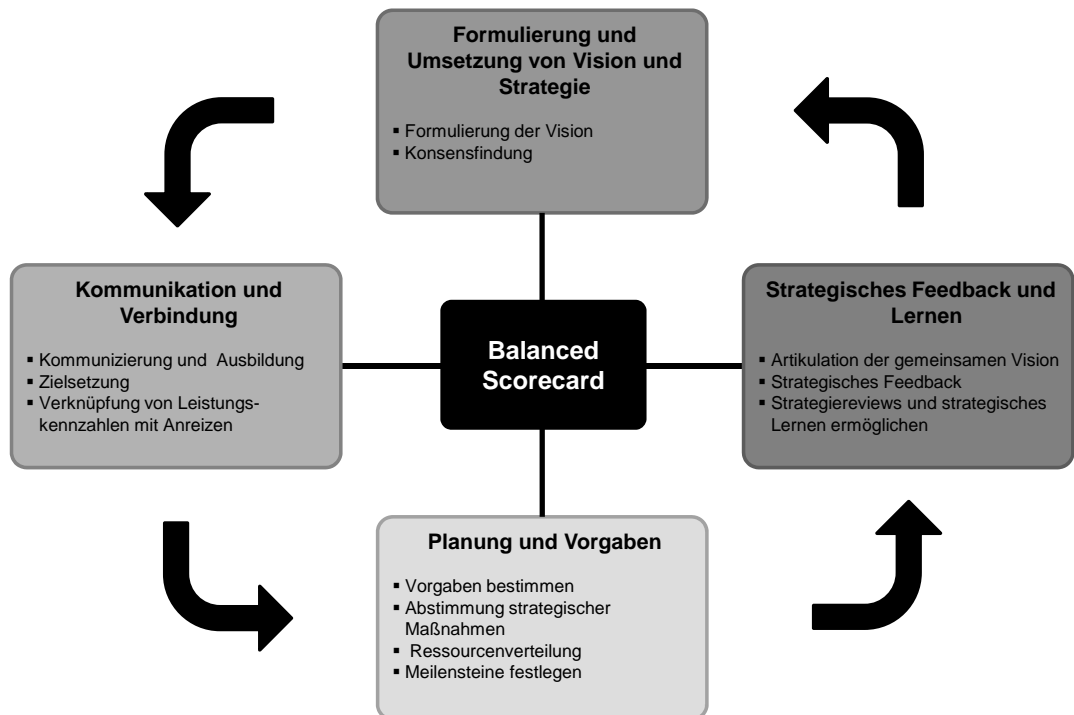 Formulierung und
Umsetzung von Vision und
Strategie
▪ Formulierung der Vision
▪ Konsensfindung
Kommunikation und
Verbindung
▪ Kommunizierung und Ausbildung
▪ Zielsetzung
▪ Verknüpfung von Leistungs-
kennzahlen mit Anreizen
Balanced
Scorecard
Strategisches Feedback und
Lernen
▪ Artikulation der gemeinsamen Vision
▪ Strategisches Feedback
▪ Strategiereviews und strategisches
Lernen ermöglichen
Planung und Vorgaben
▪ Vorgaben bestimmen
▪ Abstimmung strategischer
Maßnahmen
▪ Ressourcenverteilung
▪ Meilensteine festlegen